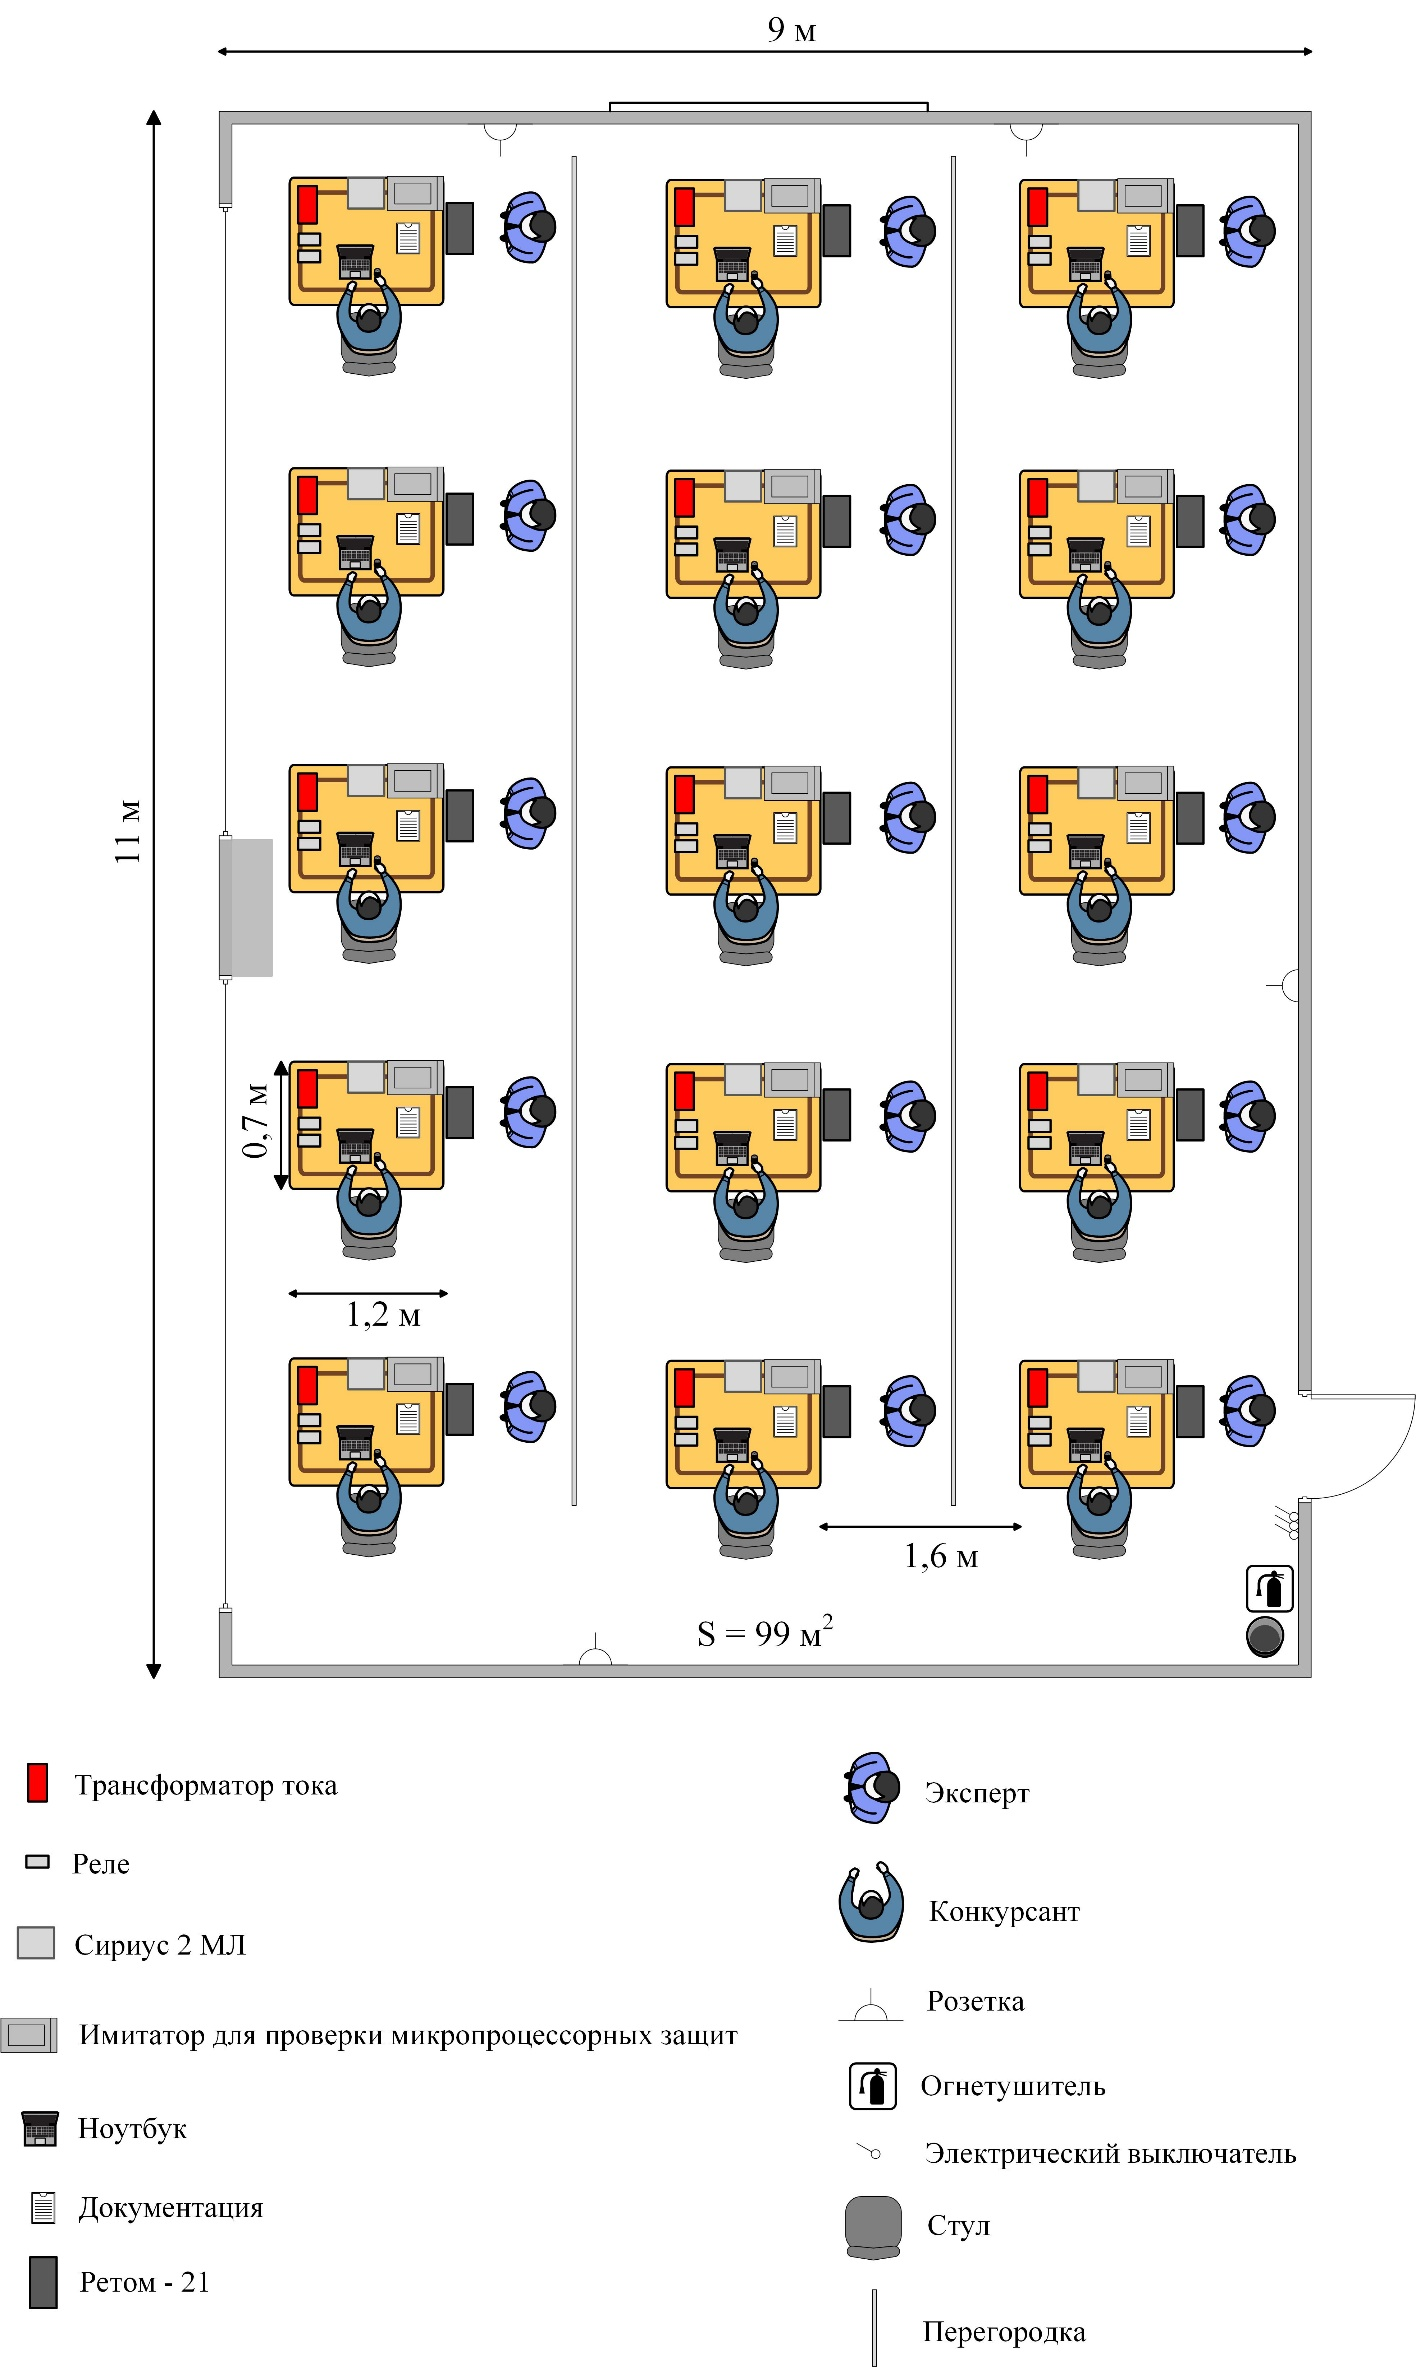 9 м
11 м
0,7 м
1,2 м
1,6 м
S = 99 м²
Трансформатор тока
Реле
Сириус 2 МЛ
Имитатор для проверки микропроцессорных защит
Ноутбук
Документация
Ретом - 21
Эксперт
Конкурсант
Розетка
Огнетушитель
Электрический выключатель
Стул
Перегородка